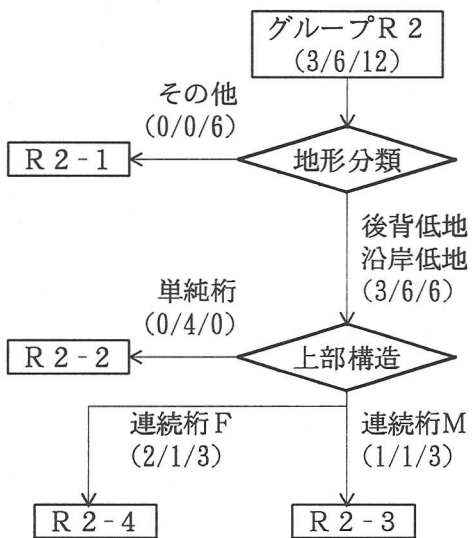 グループR2
(3/6/12)
その他
(0/0/6)
R2-1
地形分類
後背低地
沿岸低地
(3/6/6)
単純桁
(0/4/0)
R2-2
上部構造
連続桁F
(2/1/3)
連続桁M
(1/1/3)
R2-4
R2-3